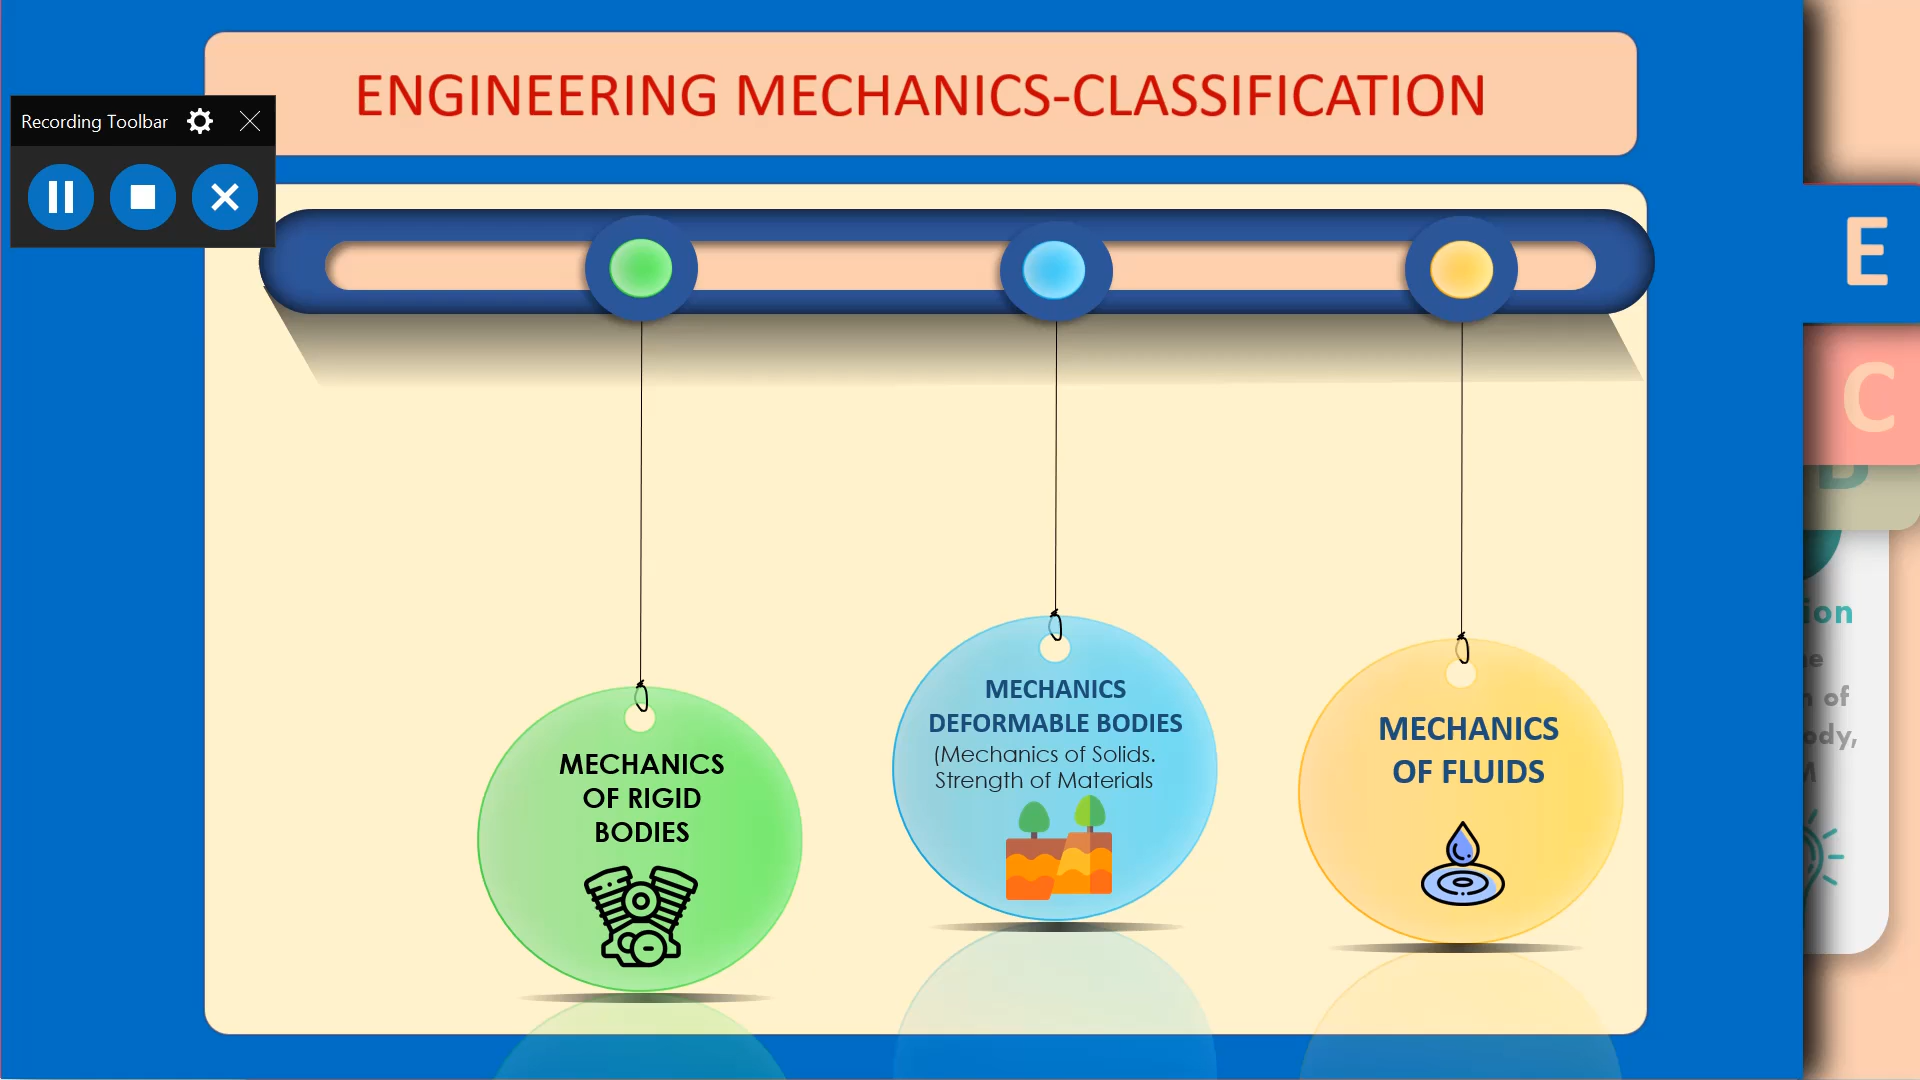 ENGINEERING MECHANICS-CLASSIFICATION
Recording Toolbar
E
C
MECHANICS
OF RIGID
BODIES
MECHANICS
DEFORMABLE BODIES
(Mechanics of Solids.
Strength of Materials
MECHANICS
OF FLUIDS
ion
of
ody,